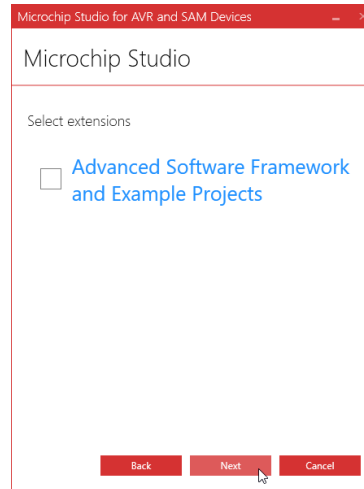 Microchip Studio for AVR and SAM Devices
Microchip Studio
Select extensions
Advanced Software Framework
and Example Projects
Back Next Cancel